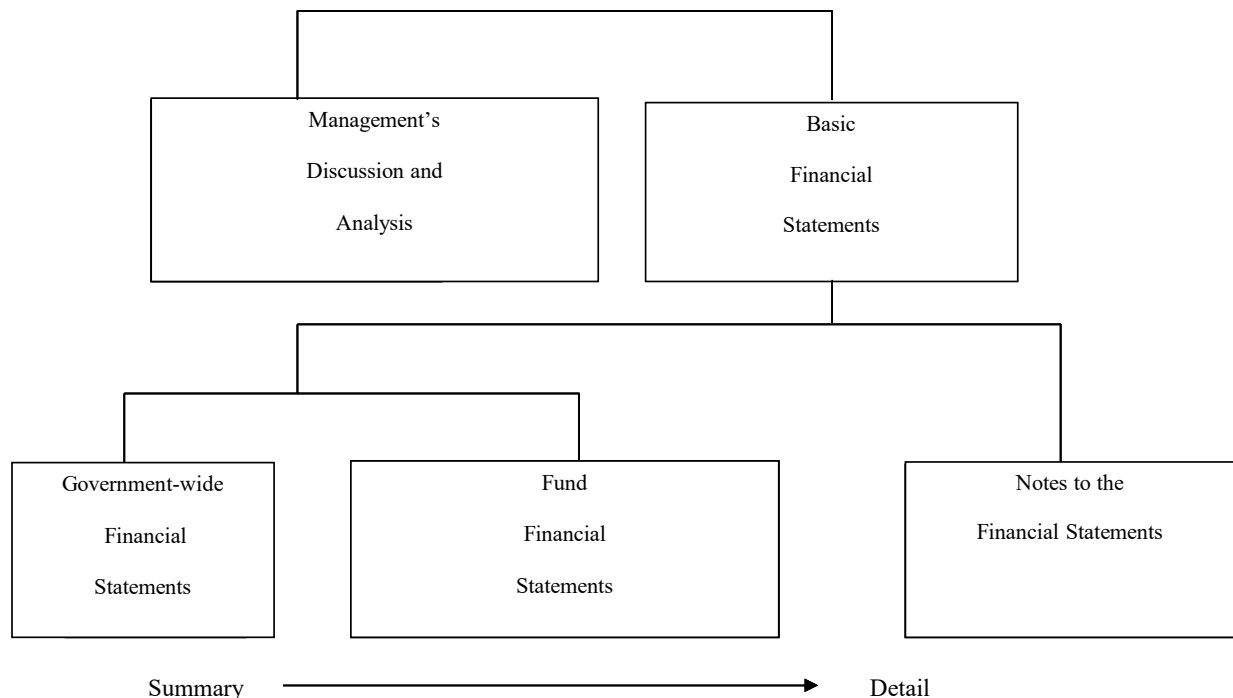 Management’s
Discussion and
Analysis
Basic
Financial
Statements
Government-wide
Financial
Statements
Fund
Financial
Statements
Notes to the
Financial Statements
Summary
Detail